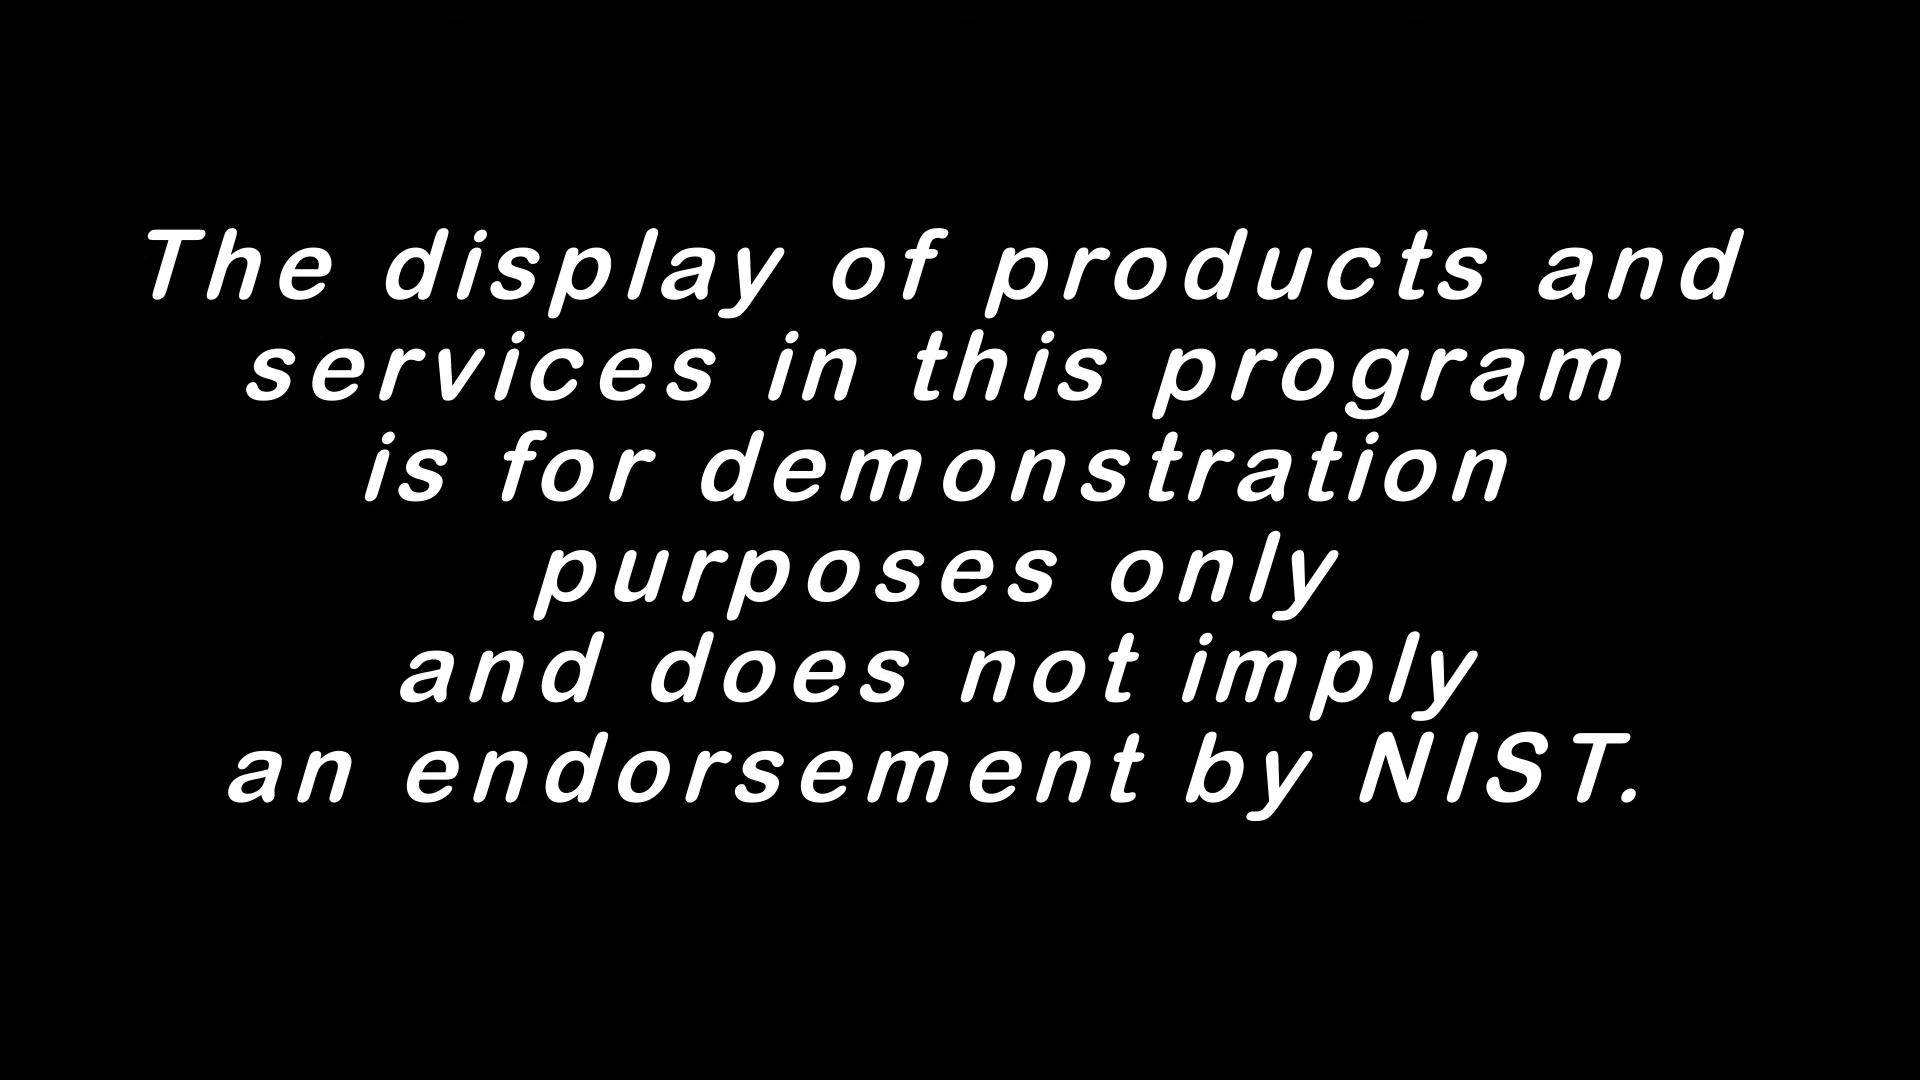 The display of products and
services in this program
is for demonstration
purposes only
and does not imply
an endorsement by NIST.